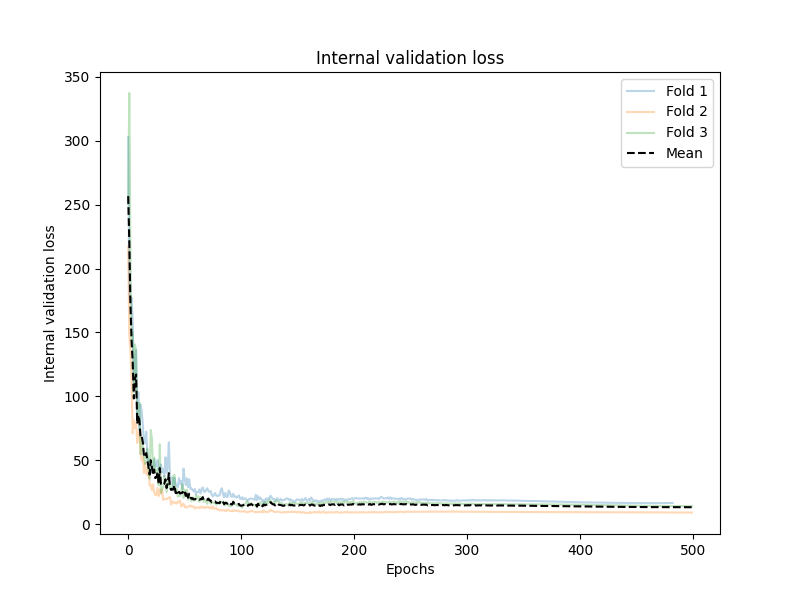 Internal validation loss
Fold 1
Fold 2
Fold 3
Mean
350
300
250
200
150
100
50
0
Internal validation loss
0 100 200 300 400 500
Epochs